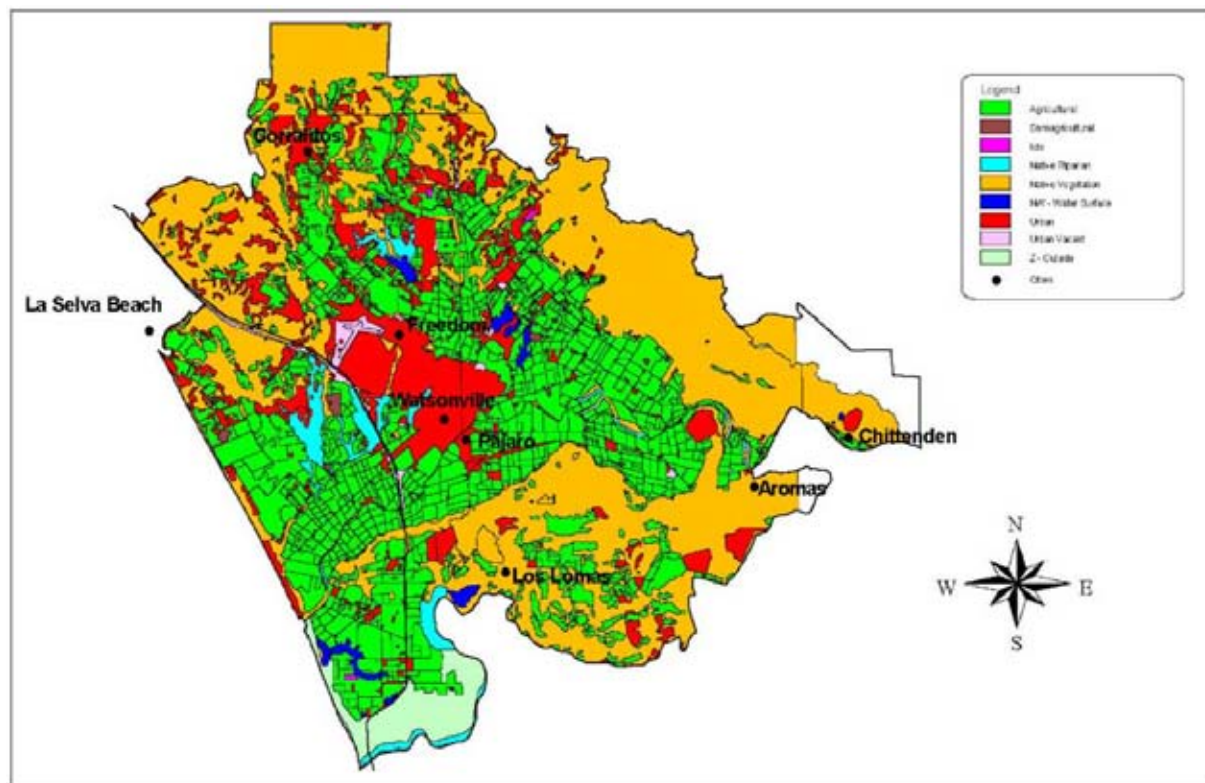 Legend
Agricultural
Semiagricultural
Idle
Native Riparian
Native Vegetation
NW - Water Surface
Urban
Urban Vacant
Z - Outside
Cities
Corralitos
La Selva Beach
Freedom
Watsonville
Pajaro
Chittenden
Aromas
Los Lomas
N
W
E
S